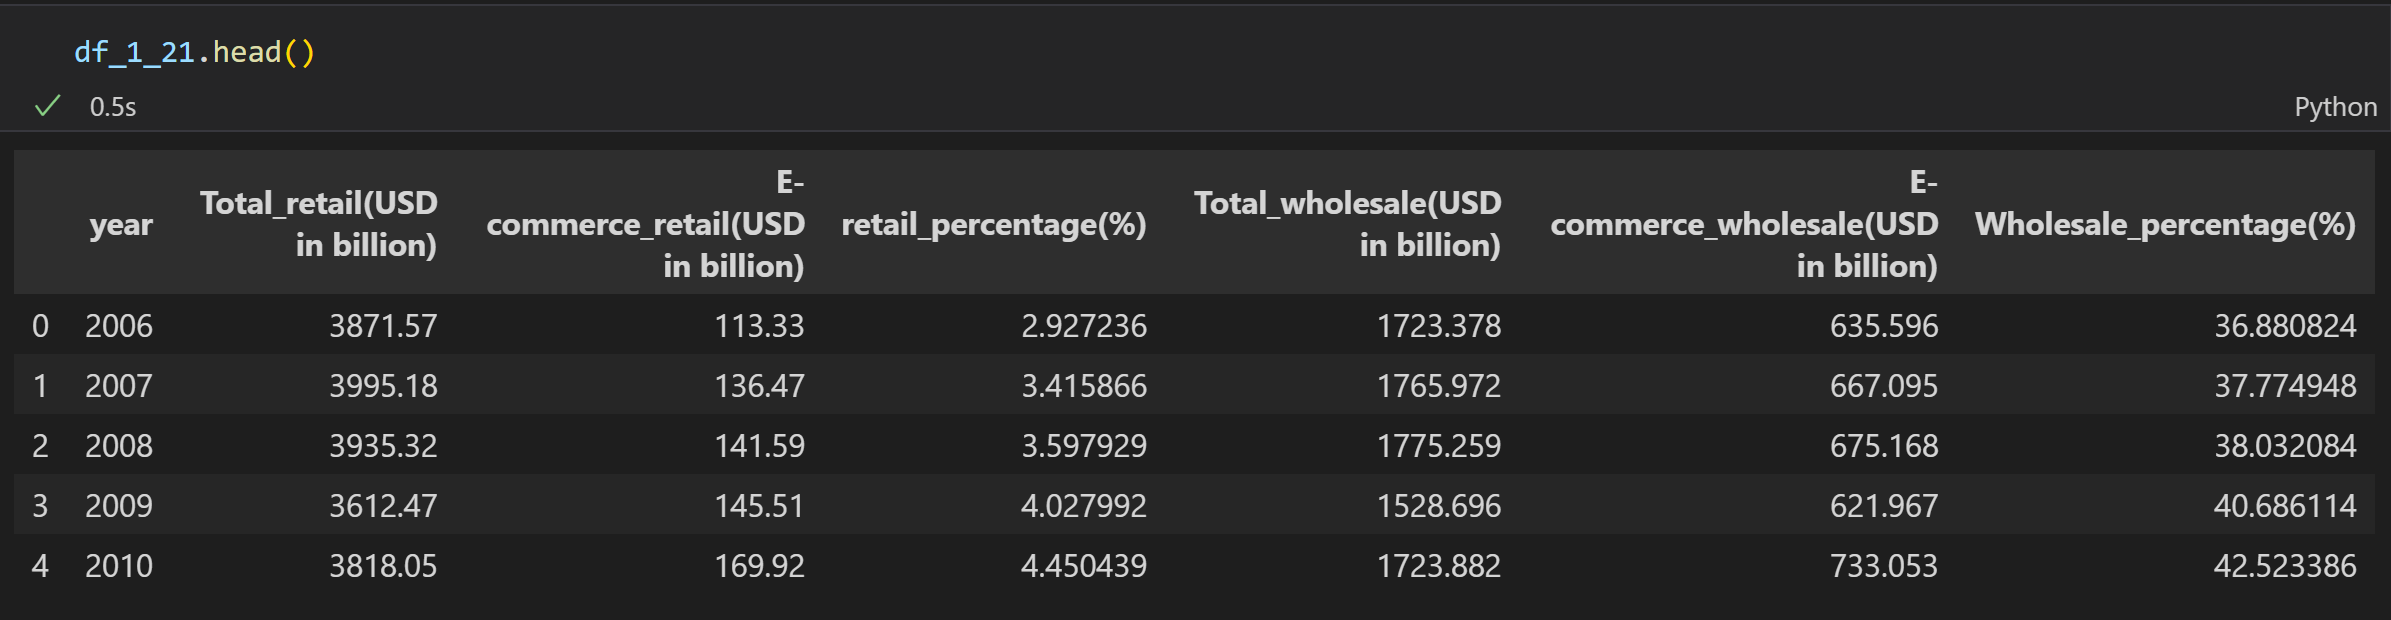 df_1_21.head()
0.5s
Python
year Total_retail(USD in billion) E-commerce_retail(USD in billion) retail_percentage(%) Total_wholesale(USD in billion) E-commerce_wholesale(USD in billion) Wholesale_percentage(%)
0 2006 3871.57 113.33 2.927236 1723.378 635.596 36.880824
1 2007 3995.18 136.47 3.415866 1765.972 667.095 37.774948
2 2008 3935.32 141.59 3.597929 1775.259 675.168 38.032084
3 2009 3612.47 145.51 4.027992 1528.696 621.967 40.686114
4 2010 3818.05 169.92 4.450439 1723.882 733.053 42.523386